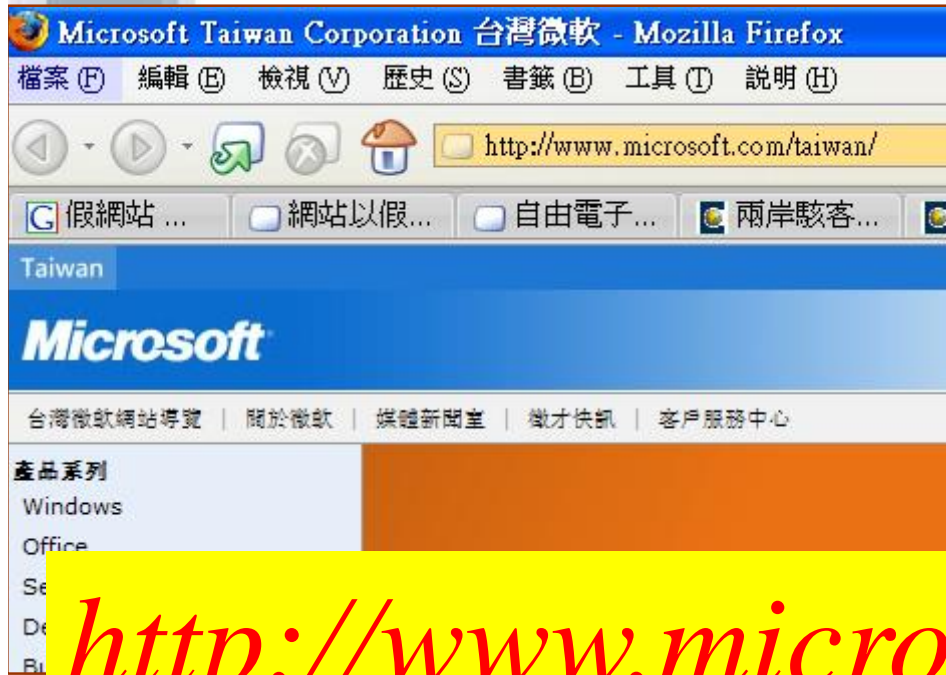 Microsoft Taiwan Corporation 台灣微軟 - Mozilla Firefox
檔案(F) 編輯(E) 檢視(V) 歷史(S) 書籤(B) 工具(T) 説明(H)
http://www.microsoft.com/taiwan/
假網站 ... 網站以假... 自由電子... 兩岸駭客...
Taiwan
Microsoft
台灣微軟網站導覽 | 關於微軟 | 媒體新聞室 | 徵才快訊 | 客戶服務中心
產品系列
Windows
Office
Se
De
Bu
http://www.micro